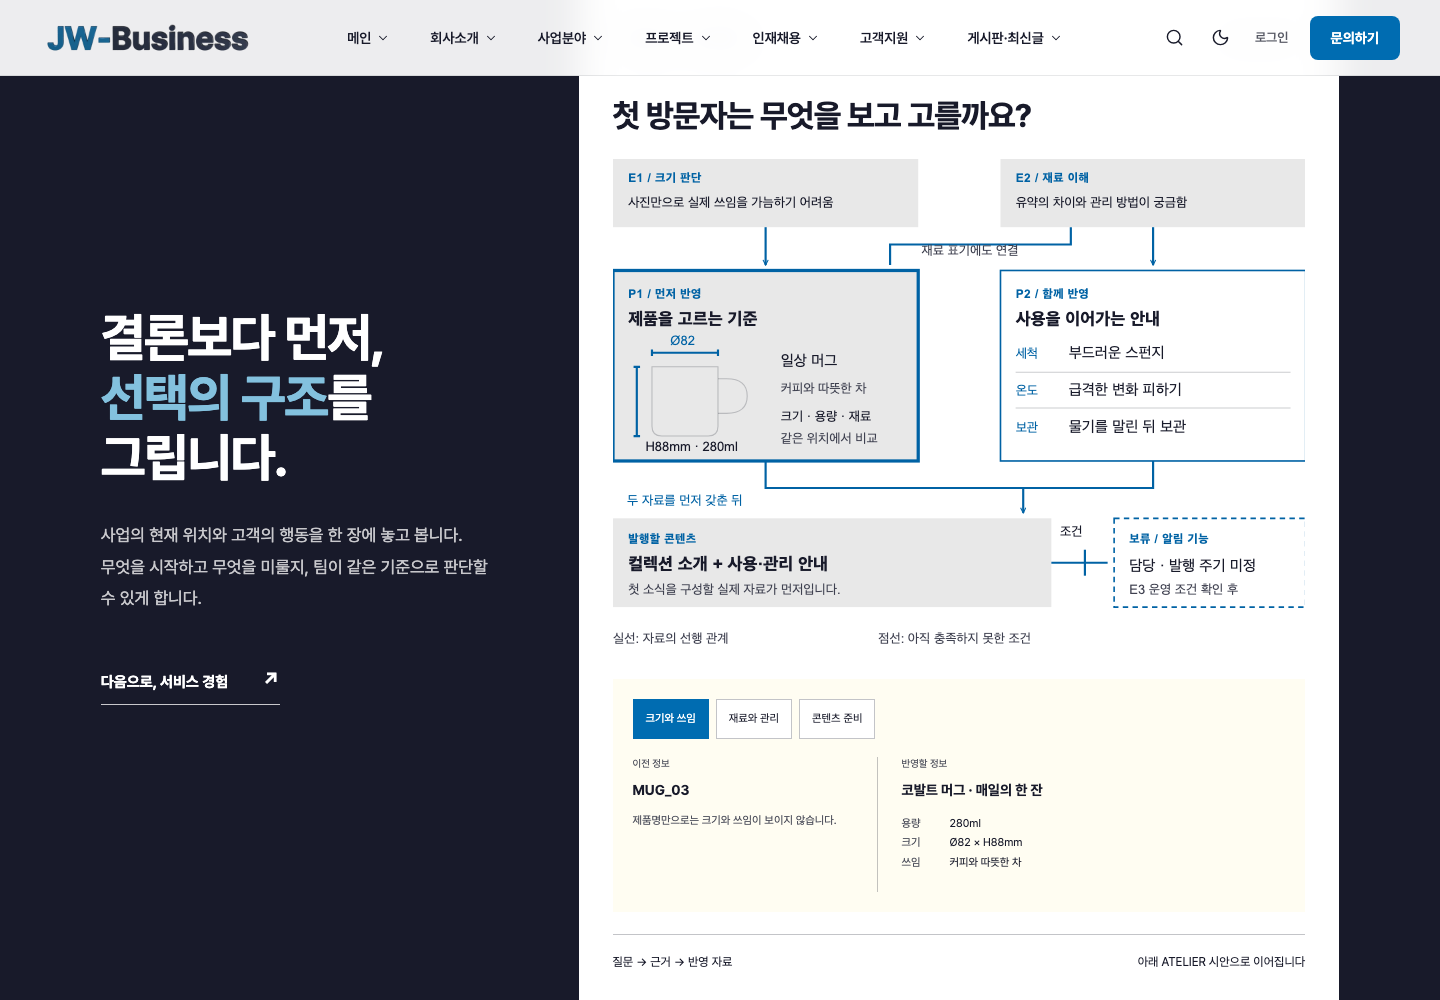 JW-Business
메인
회사소개
사업분야
프로젝트
인재채용
고객지원
게시판·최신글
로그인
문의하기
결론보다 먼저,
선택의 구조를
그립니다.
사업의 현재 위치와 고객의 행동을 한 장에 놓고 봅니다.
무엇을 시작하고 무엇을 미룰지, 팀이 같은 기준으로 판단할
수 있게 합니다.
다음으로, 서비스 경험
첫 방문자는 무엇을 보고 고를까요?
E1 / 크기 판단
사진만으로 실제 쓰임을 가늠하기 어려움
E2 / 재료 이해
유약의 차이와 관리 방법이 궁금함
재료 표기에도 연결
P1 / 먼저 반영
제품을 고르는 기준
Ø82
H88mm · 280ml
일상 머그
커피와 따뜻한 차
크기 · 용량 · 재료
같은 위치에서 비교
P2 / 함께 반영
사용을 이어가는 안내
세척 부드러운 스펀지
온도 급격한 변화 피하기
보관 물기를 말린 뒤 보관
두 자료를 먼저 갖춘 뒤
발행할 콘텐츠
컬렉션 소개 + 사용·관리 안내
첫 소식을 구성할 실제 자료가 먼저입니다.
조건
보류 / 알림 기능
담당 · 발행 주기 미정
E3 운영 조건 확인 후
실선: 자료의 선행 관계
점선: 아직 충족하지 못한 조건
크기와 쓰임
재료와 관리
콘텐츠 준비
이전 정보
MUG_03
제품명만으로는 크기와 쓰임이 보이지 않습니다.
반영할 정보
코발트 머그 · 매일의 한 잔
용량 280ml
크기 Ø82 × H88mm
쓰임 커피와 따뜻한 차
질문 → 근거 → 반영 자료
아래 ATELIER 시안으로 이어집니다